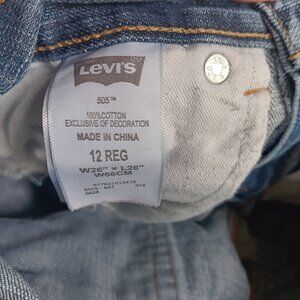 LEVI'S®
505™
100%COTTON
EXCLUSIVE OF DECORATION
MADE IN CHINA
12 REG
W26" × L26"
W66CM